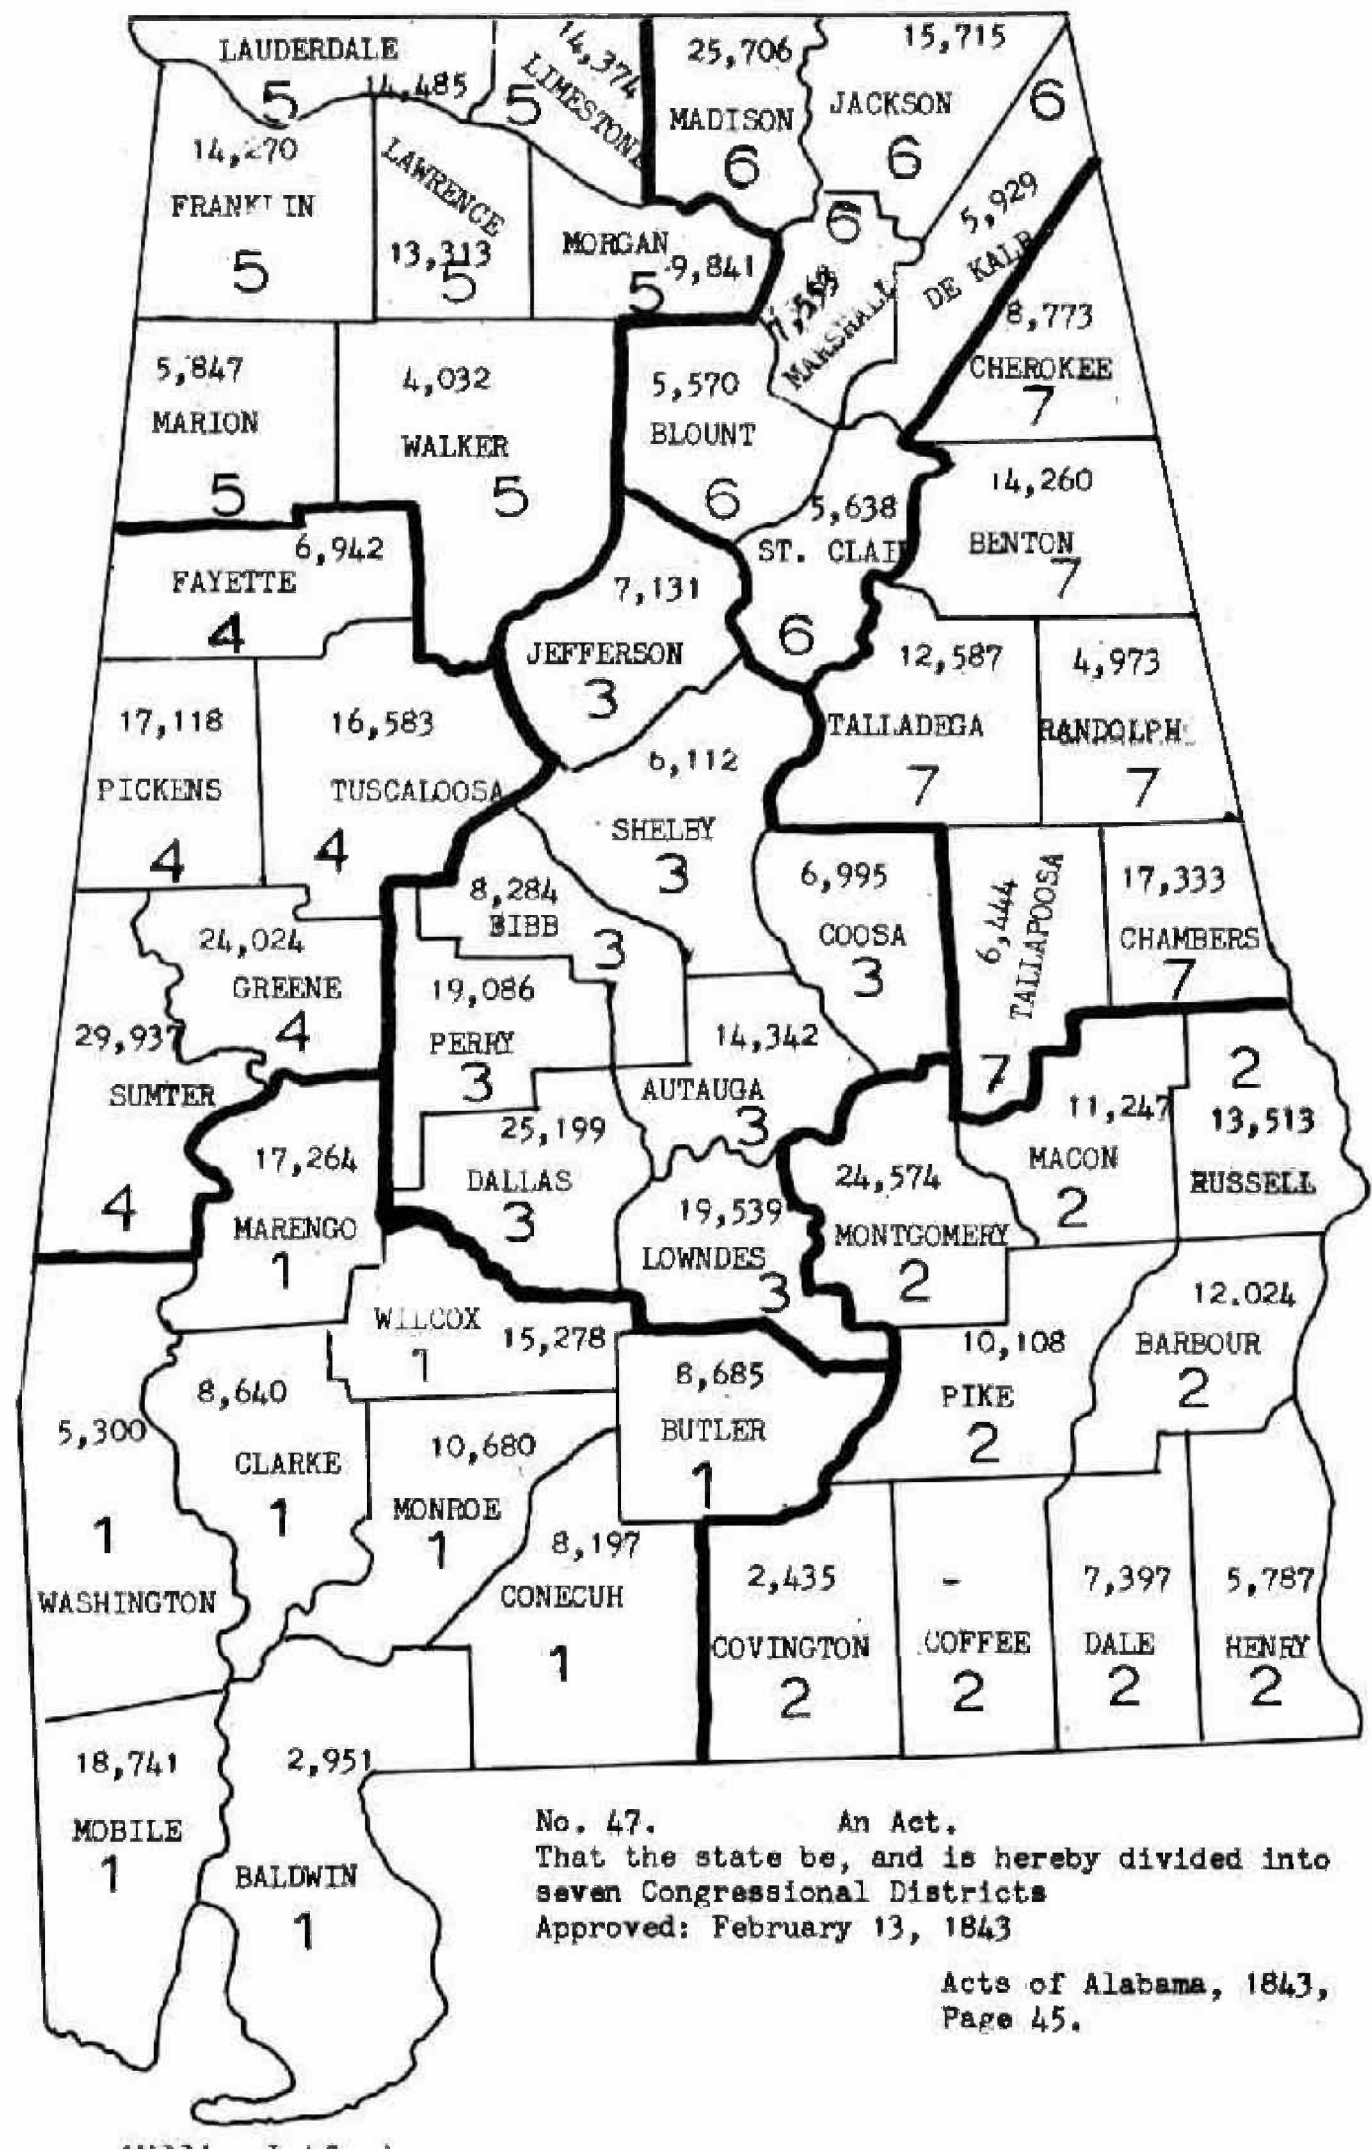 LAUDERDALE
14,485
5
14,374
LIMESTONE
5
25,706
MADISON
6
15,715
JACKSON
6
6
5,929
DE KALB
14,270
FRANKLIN
5
LAWRENCE
13,313
5
MORGAN
9,841
5
6
MARSHALL
8,773
CHEROKEE
7
5,847
MARION
5
4,032
WALKER
5
5,570
BLOUNT
6
5,638
ST. CLAIR
6
14,260
BENTON
7
6,942
FAYETTE
4
7,131
JEFFERSON
3
12,587
TALLADEGA
7
4,973
RANDOLPH
7
17,118
PICKENS
4
16,583
TUSCALOOSA
4
6,112
SHELBY
3
8,284
BIBB
3
6,995
COOSA
3
6,444
TALLAPOOSA
7
17,333
CHAMBERS
7
24,024
GREENE
4
29,937
SUMTER
4
19,086
PERRY
3
14,342
AUTAUGA
3
17,264
MARENGO
1
25,199
DALLAS
3
19,539
LOWNDES
3
24,574
MONTGOMERY
2
11,247
MACON
2
2
13,513
RUSSELL
WILCOX
15,278
1
8,685
BUTLER
1
10,108
PIKE
2
12.024
BARBOUR
2
5,300
1
WASHINGTON
8,640
CLARKE
1
10,680
MONROE
1
8,197
CONECUH
1
2,435
COVINGTON
2
-
COFFEE
2
7,397
DALE
2
5,787
HENRY
2
18,741
MOBILE
1
2,951
BALDWIN
1
No. 47. An Act.
That the state be, and is hereby divided into
seven Congressional Districts
Approved: February 13, 1843
Acts of Alabama, 1843,
Page 45.